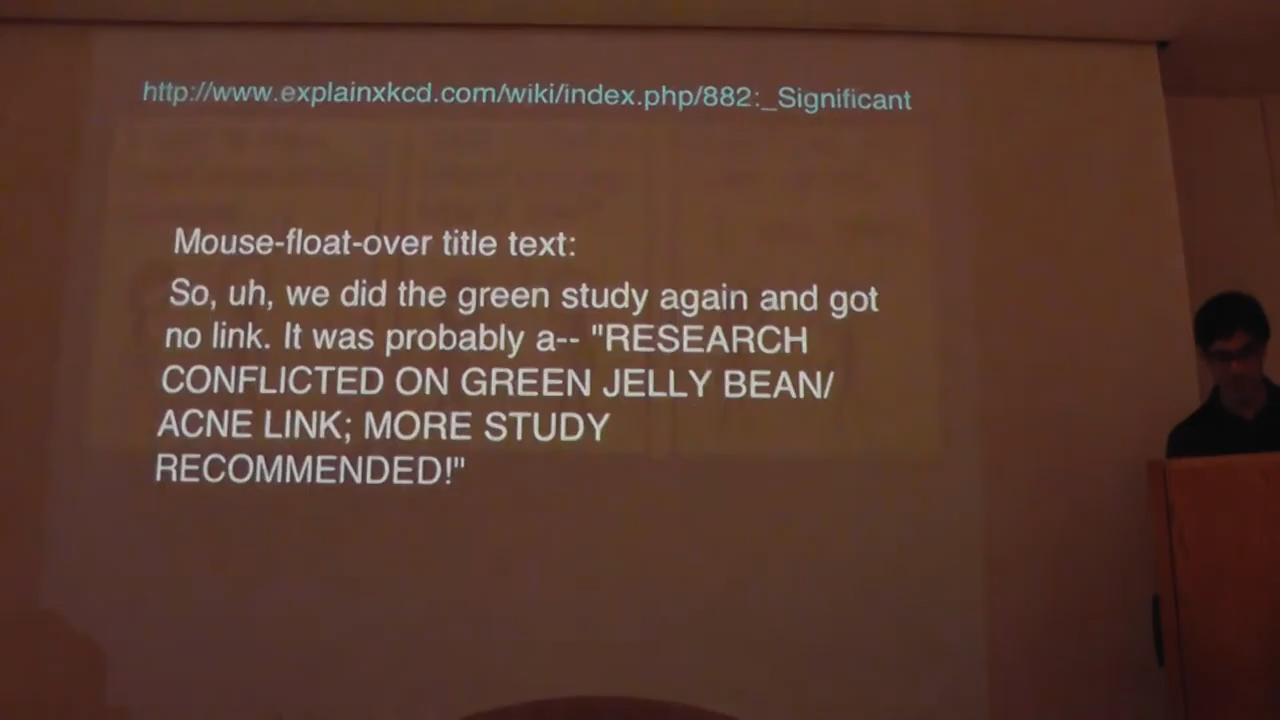 http://www.explainxkcd.com/wiki/index.php/882:_Significant
Mouse-float-over title text:
So, uh, we did the green study again and got
no link. It was probably a-- "RESEARCH
CONFLICTED ON GREEN JELLY BEAN/
ACNE LINK; MORE STUDY
RECOMMENDED!"